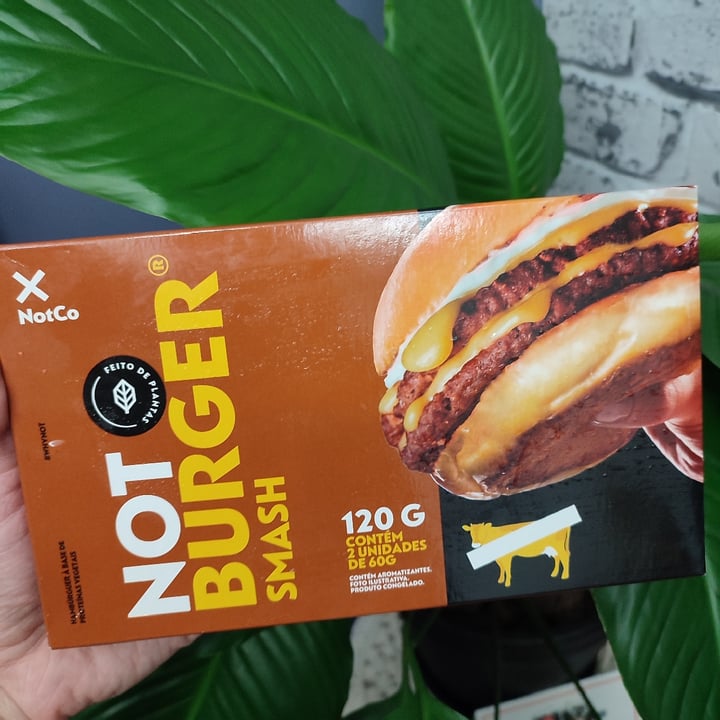 NotCo
#WHYNOT
FEITO DE PLANTAS
NOT
BURGER®
SMASH
HAMBÚRGUER À BASE DE
PROTEÍNAS VEGETAIS
120 G
CONTÉM
2 UNIDADES
DE 60G
CONTÉM AROMATIZANTES.
FOTO ILUSTRATIVA.
PRODUTO CONGELADO.